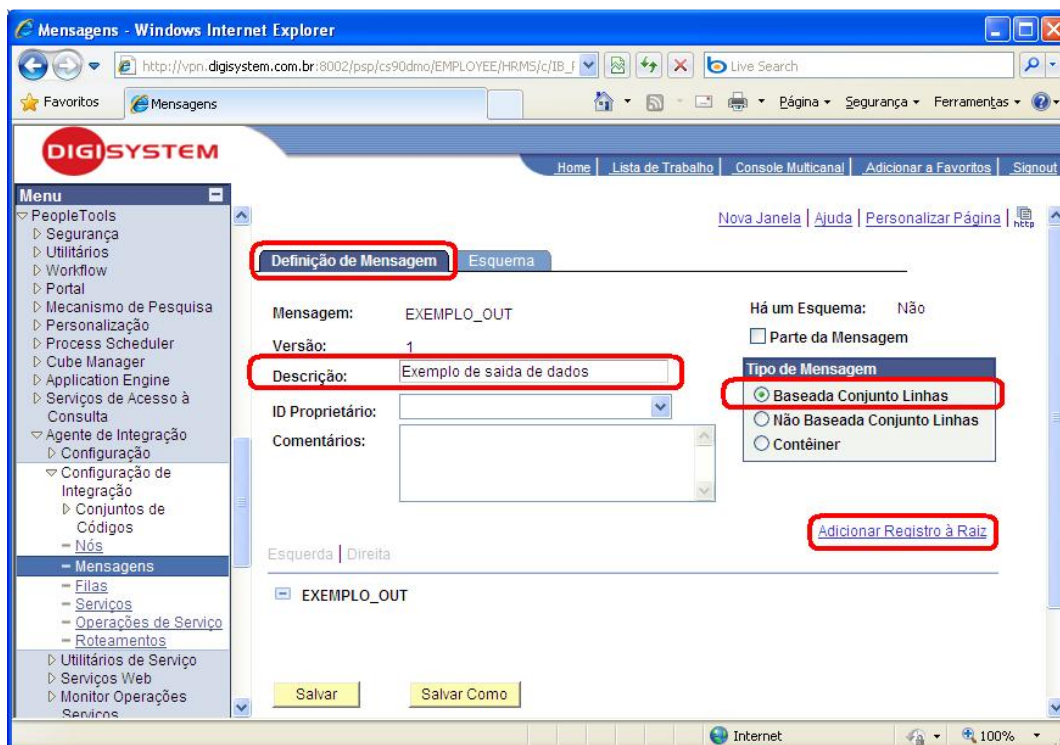 Mensagens - Windows Internet Explorer
http://vpn.digisystem.com.br:8002/psp/cs90dmo/EMPLOYEE/HRMS/c/IB_F
Live Search
Favoritos
Mensagens
Página
Segurança
Ferramentas
DIGISYSTEM
Home | Lista de Trabalho | Console Multicanal | Adicionar a Favoritos | Signout
Menu
PeopleTools
Segurança
Utilitários
Workflow
Portal
Mecanismo de Pesquisa
Personalização
Process Scheduler
Cube Manager
Application Engine
Serviços de Acesso à
Consulta
Agente de Integração
Configuração
Configuração de
Integração
Conjuntos de
Códigos
– Nós
– Mensagens
– Filas
– Serviços
– Operações de Serviço
– Roteamentos
Utilitários de Serviço
Serviços Web
Monitor Operações
Serviços
Nova Janela | Ajuda | Personalizar Página |
http
Definição de Mensagem
Esquema
Mensagem: EXEMPLO_OUT
Há um Esquema: Não
Parte da Mensagem
Versão: 1
Descrição: Exemplo de saida de dados
Tipo de Mensagem
Baseada Conjunto Linhas
Não Baseada Conjunto Linhas
Contêiner
ID Proprietário:
Comentários:
Adicionar Registro à Raiz
Esquerda | Direita
EXEMPLO_OUT
Salvar
Salvar Como
Internet
100%